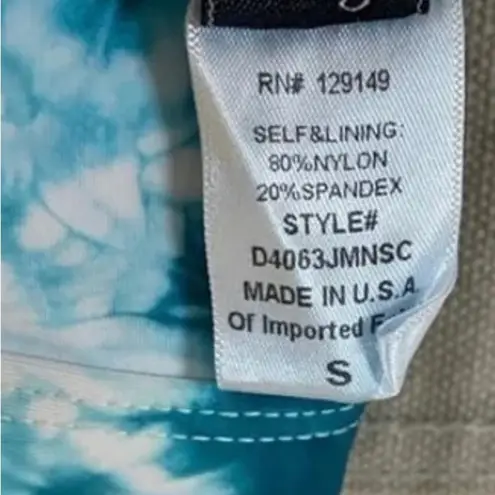 RN# 129149
SELF&LINING:
80%NYLON
20%SPANDEX
STYLE#
D4063JMNSC
MADE IN U.S.A
Of Imported
S